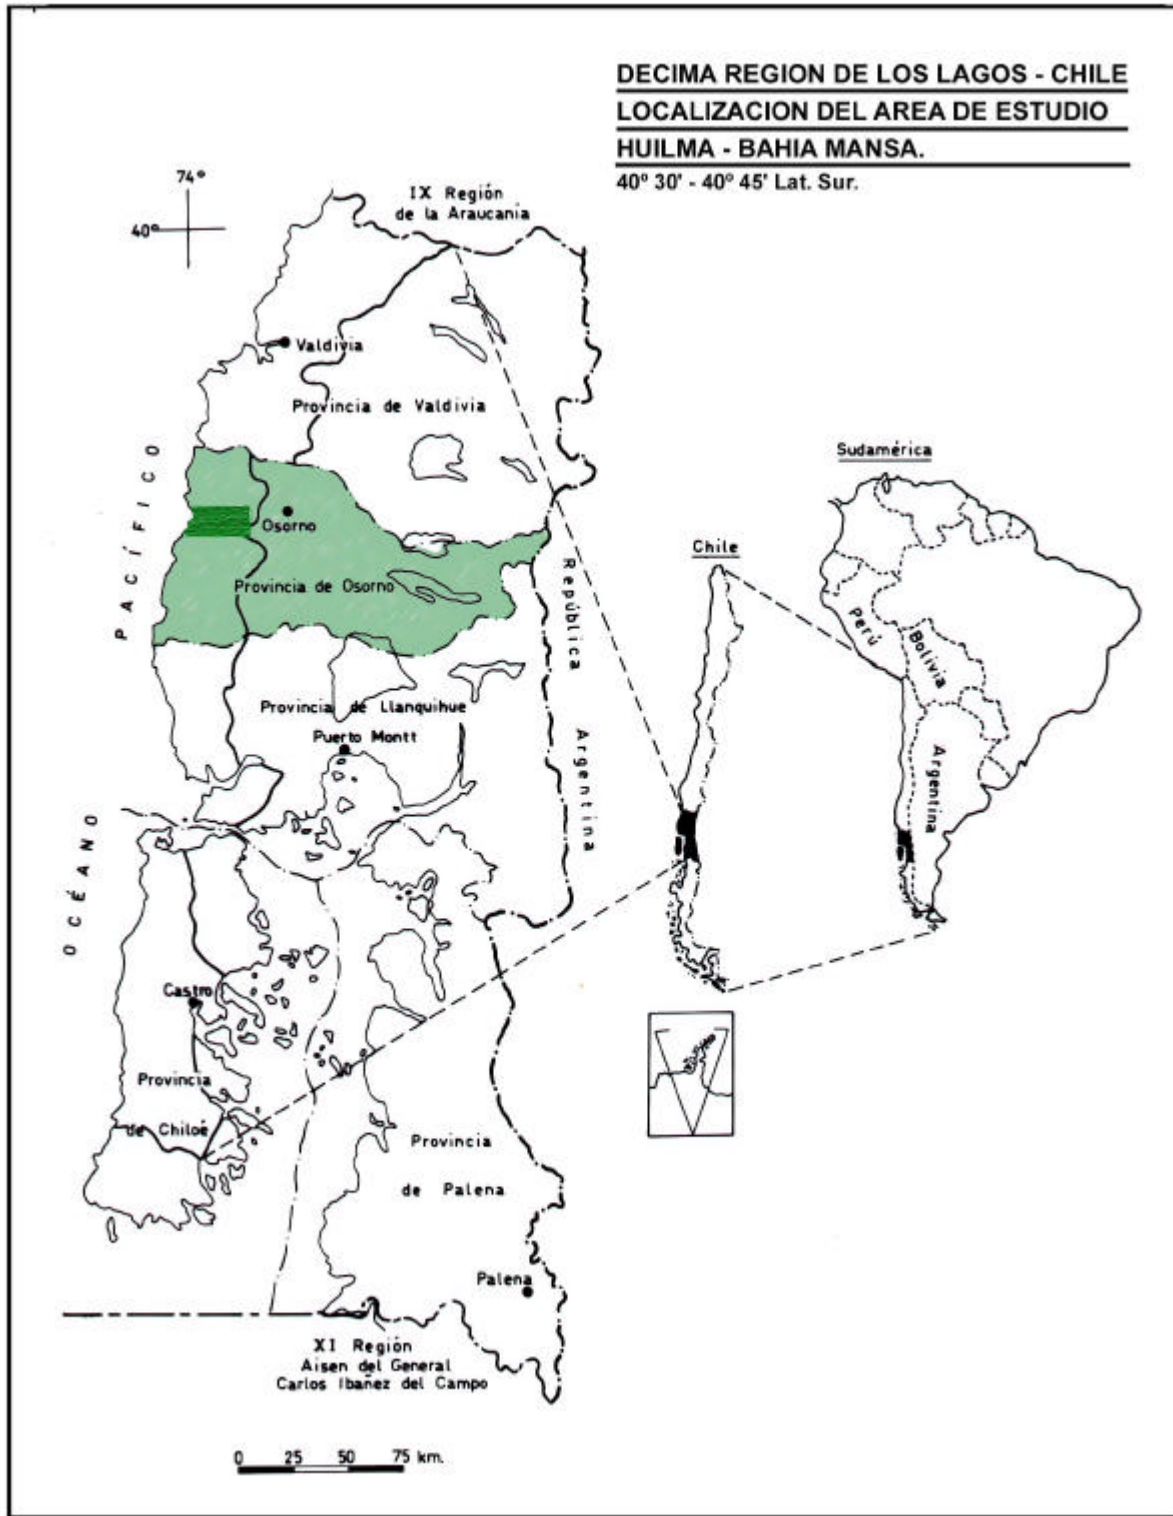 DECIMA REGION DE LOS LAGOS - CHILE
LOCALIZACION DEL AREA DE ESTUDIO
HUILMA - BAHIA MANSA.
40º 30' - 40º 45' Lat. Sur.
74°
40°
IX Región
de la Araucanía
Valdivia
Provincia de Valdivia
PACÍFICO
Osorno
Provincia de Osorno
República
Argentina
Provincia de Llanquihue
Puerto Montt
OCÉANO
Castro
Provincia
de Chiloé
Provincia
de Palena
Palena
XI Región
Aisen del General
Carlos Ibañez del Campo
0 25 50 75 km.
Chile
Sudamérica
Perú
Bolivia
Argentina